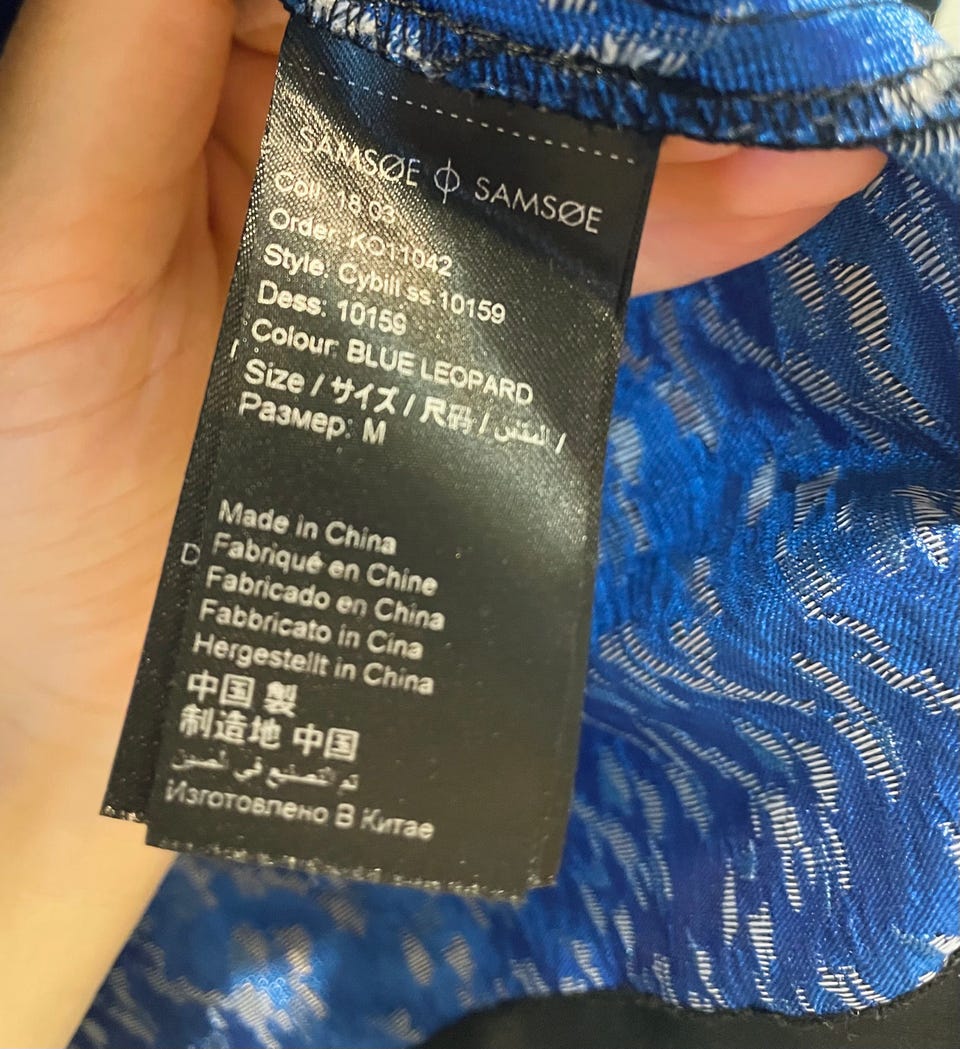 SAMSØE ϕ SAMSØE
Coll. 18.03
Order: KO11042
Style: Cybill ss 10159
Dess: 10159
Colour: BLUE LEOPARD
Size / サイズ / 尺码 / /
Размер: M
Made in China
Fabriqué en Chine
Fabricado en China
Fabbricato in Cina
Hergestellt in China
中国 製
制造地 中国
تم التصنيع في الصين
Изготовлено В Китае
D